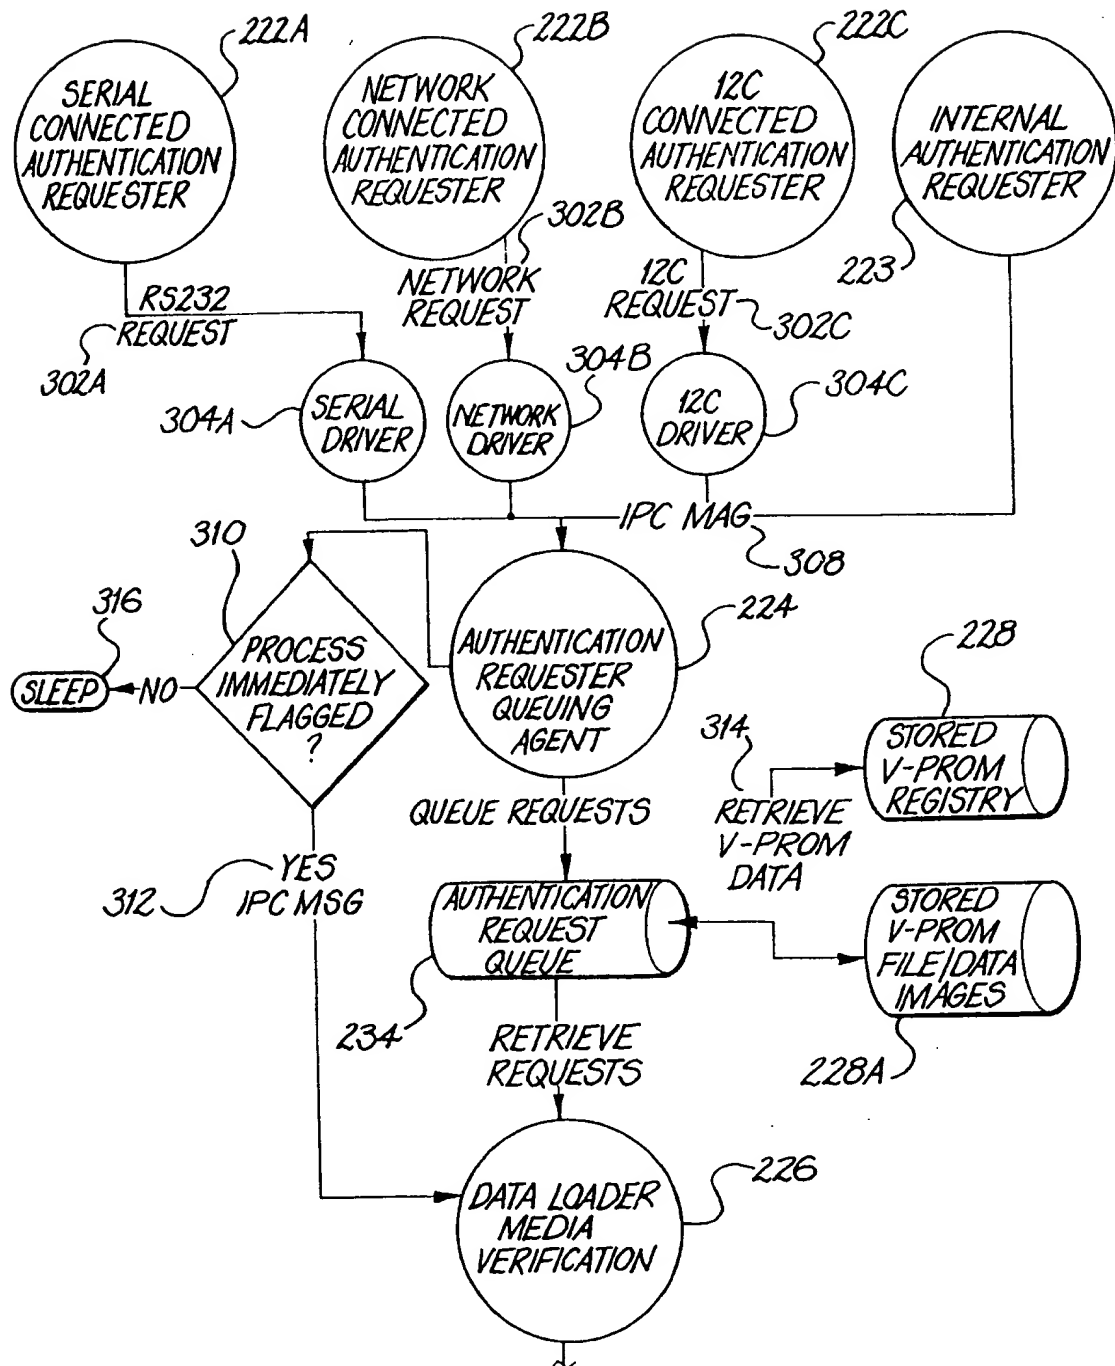 222A
222B
222C
SERIAL
CONNECTED
AUTHENTICATION
REQUESTER
NETWORK
CONNECTED
AUTHENTICATION
REQUESTER
12C
CONNECTED
AUTHENTICATION
REQUESTER
INTERNAL
AUTHENTICATION
REQUESTER
223
RS232
REQUEST
302A
NETWORK
REQUEST
302B
12C
REQUEST
302C
304A
SERIAL
DRIVER
NETWORK
DRIVER
304B
12C
DRIVER
304C
IPC MAG
308
310
316
SLEEP
NO
PROCESS
IMMEDIATELY
FLAGGED
?
AUTHENTICATION
REQUESTER
QUEUING
AGENT
224
228
STORED
V-PROM
REGISTRY
314
RETRIEVE
V-PROM
DATA
QUEUE REQUESTS
312
YES
IPC MSG
AUTHENTICATION
REQUEST
QUEUE
234
STORED
V-PROM
FILE/DATA
IMAGES
228A
RETRIEVE
REQUESTS
DATA LOADER
MEDIA
VERIFICATION
226